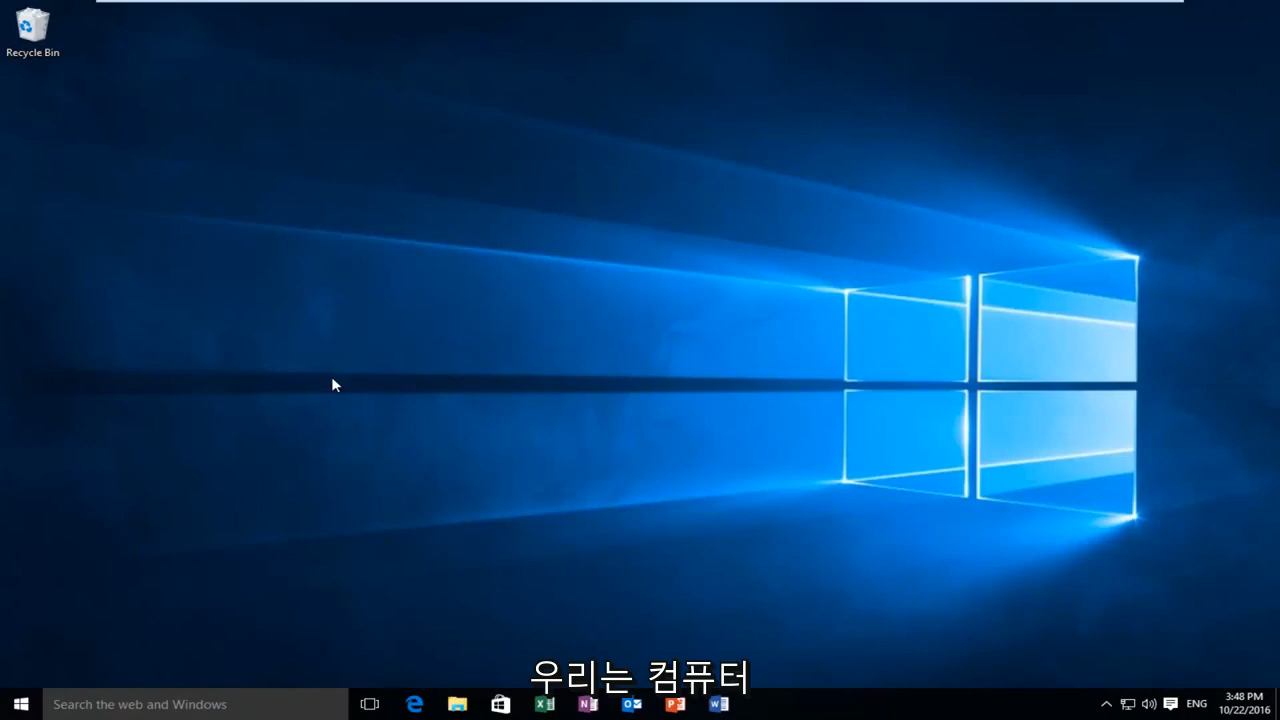 Recycle Bin
우리는 컴퓨터
Search the web and Windows
ENG
3:48 PM
10/22/2016